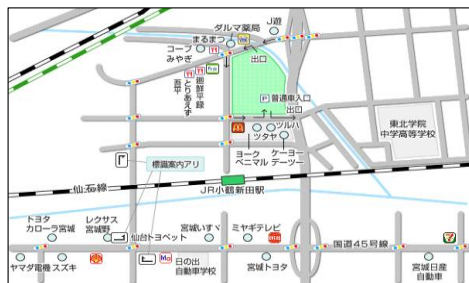 ダルマ薬局
J遊
まるまつ
コープ
みやぎ
出口
鮨鮮平禄
とりあえず
吾平
P 普通車入口
出口
ツルハ
ツタヤ
ヨーク
ベニマル
ケーヨー
デーツー
東北学院
中学高等学校
標識案内アリ
仙石線
JR小鶴新田駅
トヨタ
カローラ宮城
レクサス
宮城野
仙台トヨペット
宮城いすゞ
ミヤギテレビ
国道45号線
ヤマダ電機
スズキ
日の出
自動車学校
宮城トヨタ
宮城日産
自動車